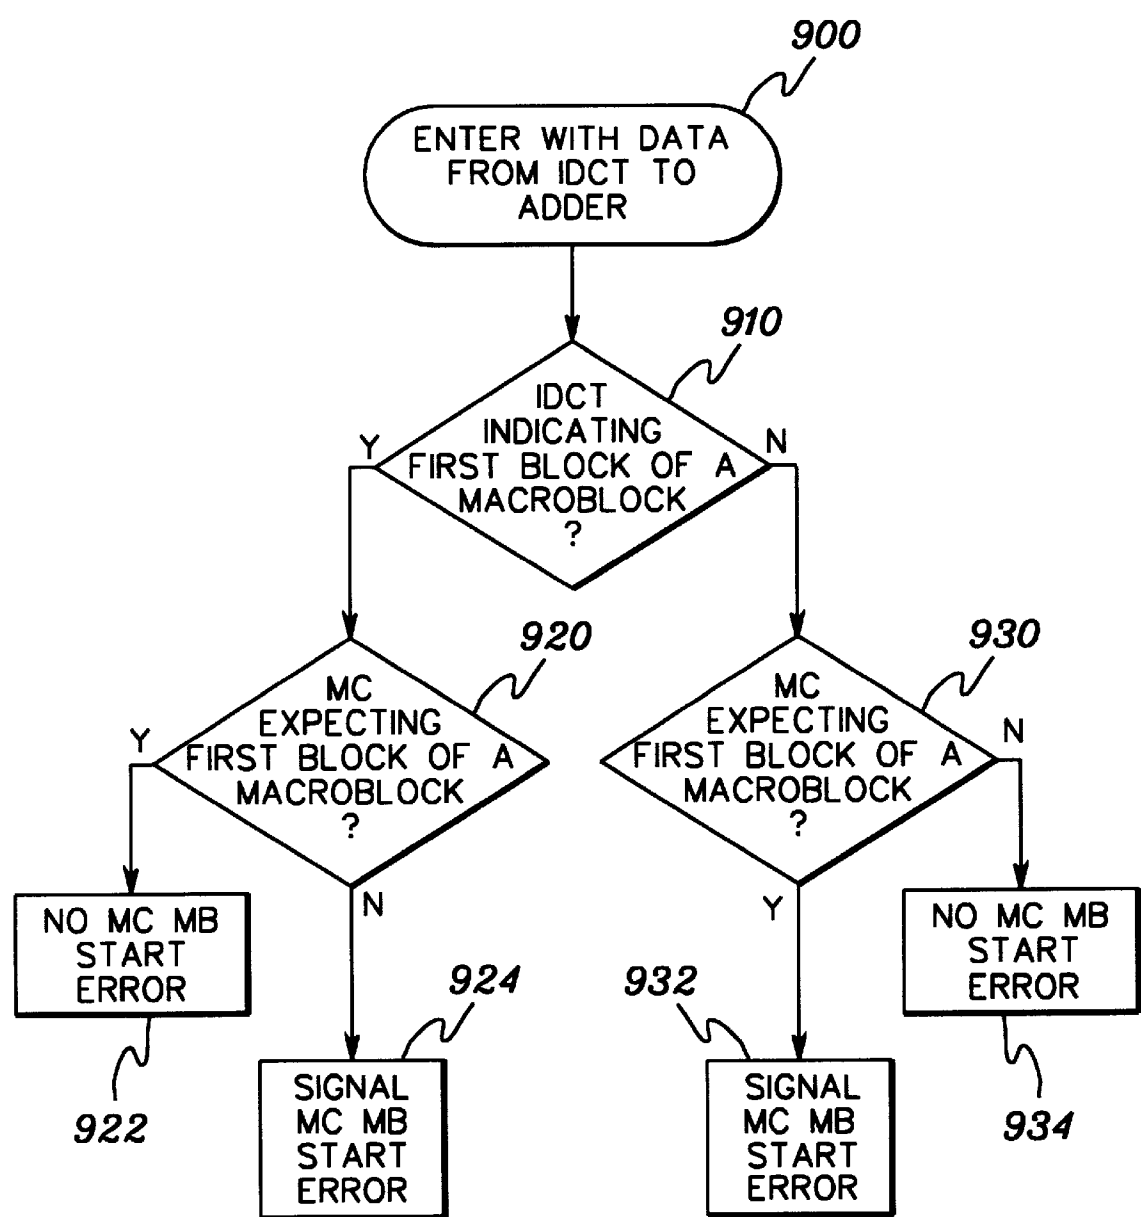 900
ENTER WITH DATA
FROM IDCT TO
ADDER
910
IDCT
INDICATING
FIRST BLOCK OF A
MACROBLOCK
?
Y
N
920
MC
EXPECTING
FIRST BLOCK OF A
MACROBLOCK
?
Y
N
930
MC
EXPECTING
FIRST BLOCK OF A
MACROBLOCK
?
N
Y
NO MC MB
START
ERROR
922
924
SIGNAL
MC MB
START
ERROR
932
SIGNAL
MC MB
START
ERROR
NO MC MB
START
ERROR
934